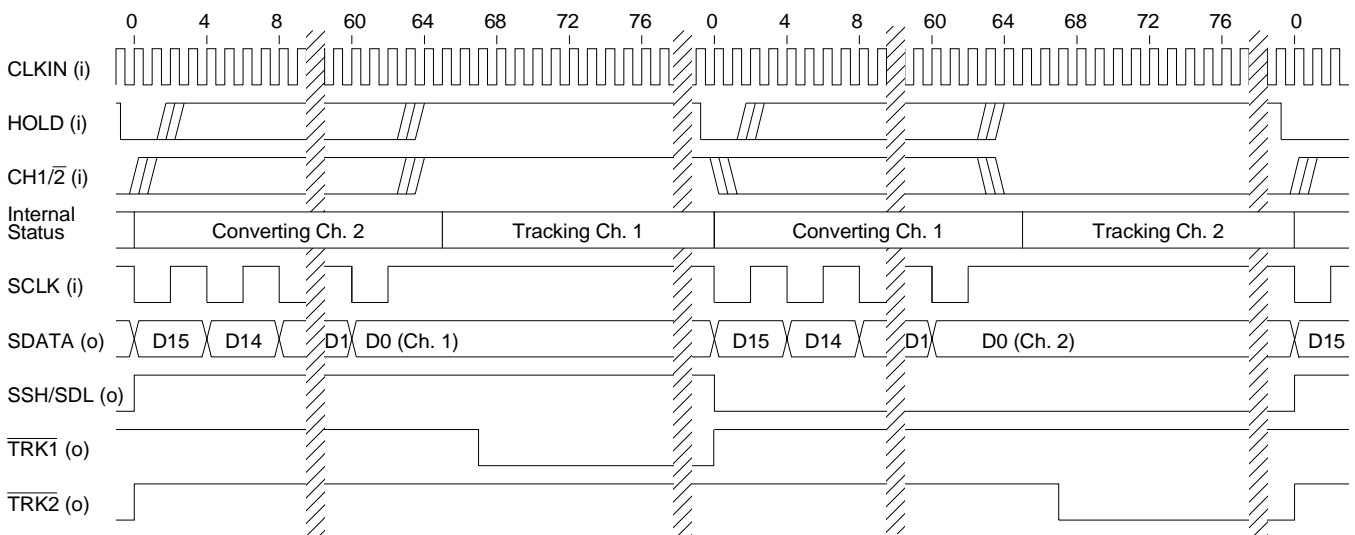 0 4 8 60 64 68 72 76 0 4 8 60 64 68 72 76 0
CLKIN (i)
HOLD (i)
CH1/2̅ (i)
Internal
Status
Converting Ch. 2 Tracking Ch. 1 Converting Ch. 1 Tracking Ch. 2
SCLK (i)
SDATA (o) D15 D14 D1 D0 (Ch. 1) D15 D14 D1 D0 (Ch. 2) D15
SSH/SDL (o)
T̅R̅K̅1̅ (o)
T̅R̅K̅2̅ (o)